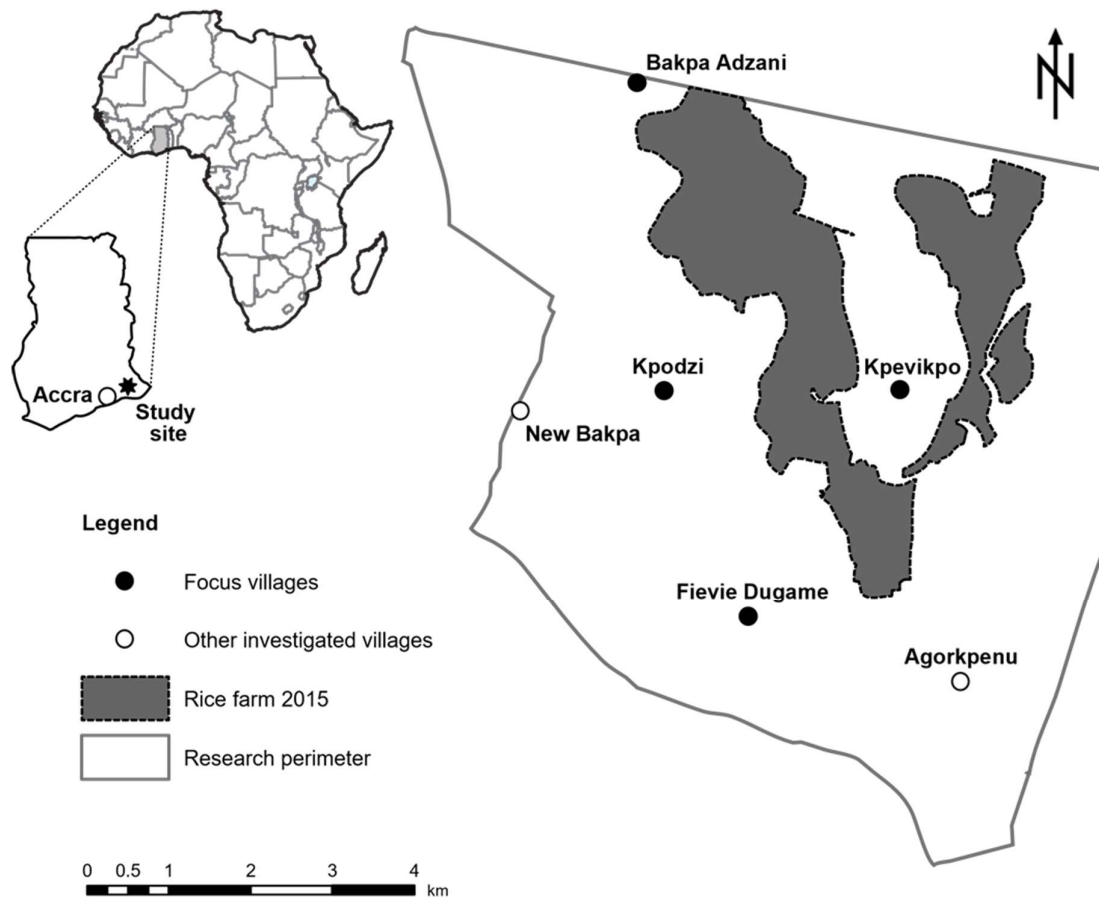 Bakpa Adzani
N
Kpodzi
Kpevikpo
New Bakpa
Accra
Study
site
Legend
Focus villages
Fievie Dugame
Other investigated villages
Agorkpenu
Rice farm 2015
Research perimeter
0 0.5 1 2 3 4
km